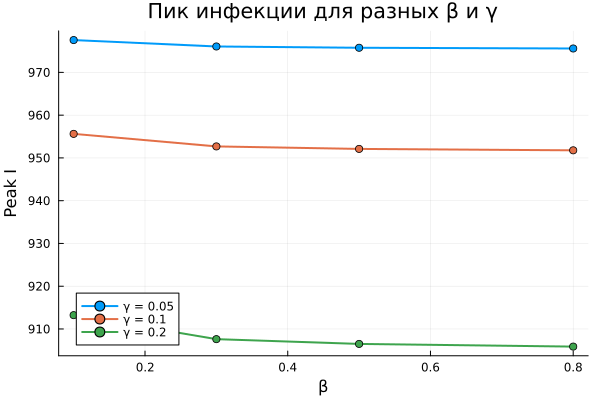 Пик инфекции для разных β и γ
Peak I
970
960
950
940
930
920
910
γ = 0.05
γ = 0.1
γ = 0.2
0.2
0.4
0.6
0.8
β